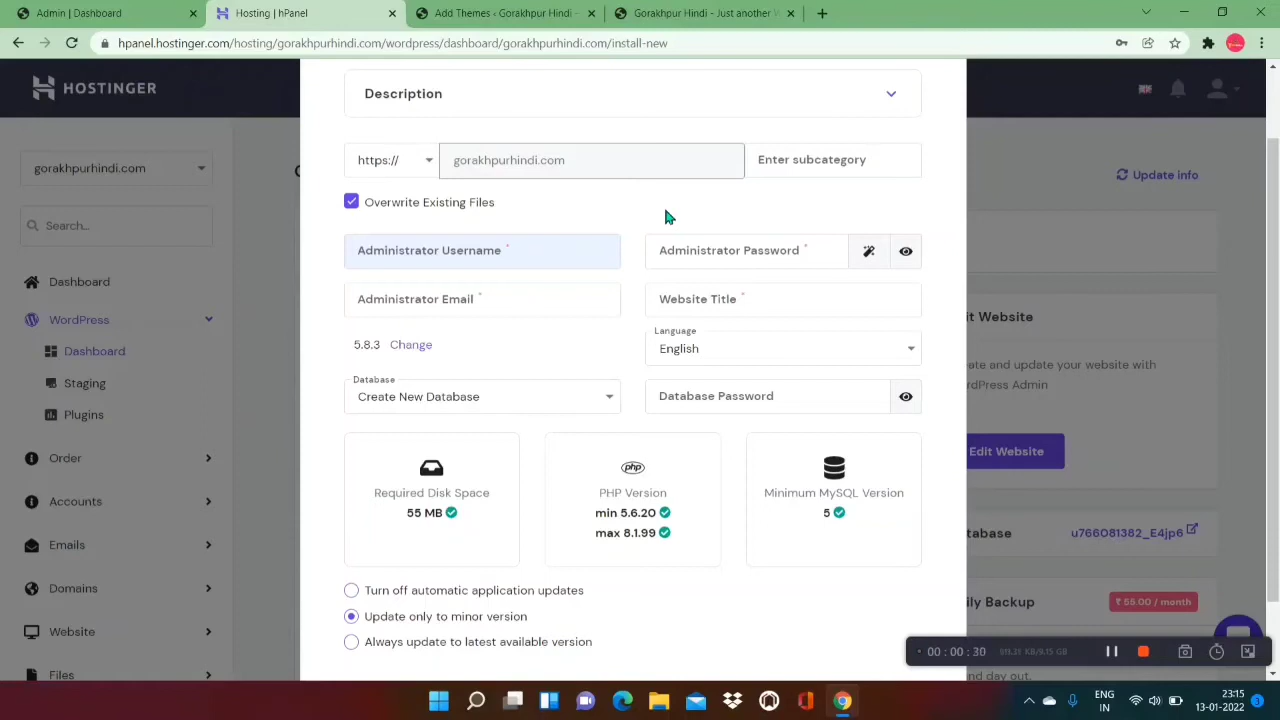 Admin | Dashboard
Hosting | hPanel
Add Themes ‹ Gorakhpur Hindi —
Gorakhpur Hindi – Just another W
hpanel.hostinger.com/hosting/gorakhpurhindi.com/wordpress/dashboard/gorakhpurhindi.com/install-new
HOSTINGER
gorakhpurhindi.com
Search...
Dashboard
WordPress
Dashboard
Staging
Plugins
Order
Accounts
Emails
Domains
Website
Files
Description
https://
gorakhpurhindi.com
Enter subcategory
Overwrite Existing Files
Administrator Username *
Administrator Password *
Administrator Email *
Website Title *
5.8.3 Change
Language
English
Database
Create New Database
Database Password
Required Disk Space
55 MB
PHP Version
min 5.6.20
max 8.1.99
Minimum MySQL Version
5
Turn off automatic application updates
Update only to minor version
Always update to latest available version
Update info
it Website
ate and update your website with
rdPress Admin
Edit Website
tabase
u766081382_E4jp6
ily Backup
₹ 55.00 / month
nd day out.
00 : 00 : 30
ENG
IN
23:15
13-01-2022
3